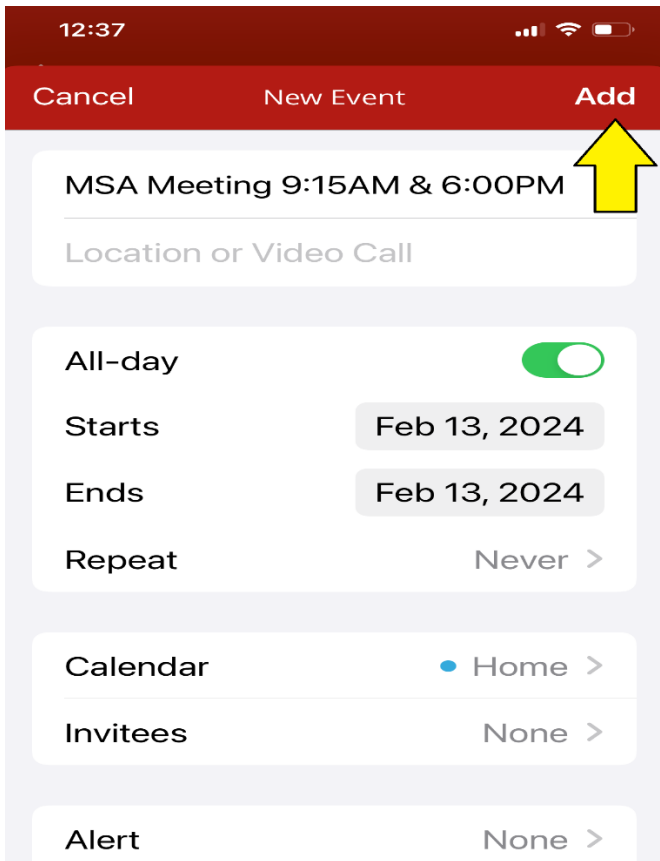 12:37
Cancel New Event Add
MSA Meeting 9:15AM & 6:00PM
Location or Video Call
All-day
Starts Feb 13, 2024
Ends Feb 13, 2024
Repeat Never
Calendar Home
Invitees None
Alert None